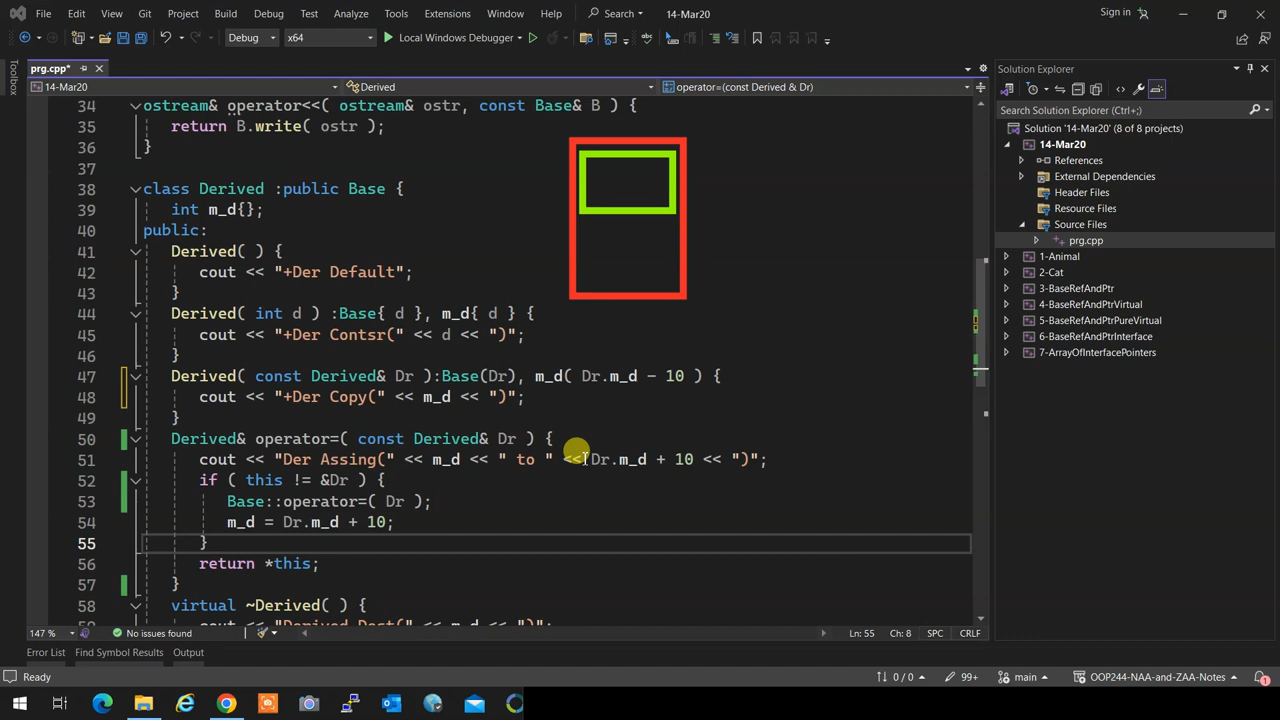 File Edit View Git Project Build Debug Test Analyze Tools Extensions Window Help Search 14-Mar20 Sign in
Debug x64 Local Windows Debugger
prg.cpp*
14-Mar20 Derived operator=(const Derived & Dr)
34 ostream& operator<<( ostream& ostr, const Base& B ) {
35 return B.write( ostr );
36 }
37
38 class Derived :public Base {
39 int m_d{};
40 public:
41 Derived( ) {
42 cout << "+Der Default";
43 }
44 Derived( int d ) :Base{ d }, m_d{ d } {
45 cout << "+Der Contsr(" << d << ")";
46 }
47 Derived( const Derived& Dr ):Base(Dr), m_d( Dr.m_d - 10 ) {
48 cout << "+Der Copy(" << m_d << ")";
49 }
50 Derived& operator=( const Derived& Dr ) {
51 cout << "Der Assing(" << m_d << " to " << Dr.m_d + 10 << ")";
52 if ( this != &Dr ) {
53 Base::operator=( Dr );
54 m_d = Dr.m_d + 10;
55 }
56 return *this;
57 }
58 virtual ~Derived( ) {
cout << "Derived Dest(" << m_d << ")";
147 % No issues found Ln: 55 Ch: 8 SPC CRLF
Error List Find Symbol Results Output
Ready 0 / 0 99+ main OOP244-NAA-and-ZAA-Notes 1
Toolbox
Solution Explorer
Search Solution Explorer (Ctrl+;)
Solution '14-Mar20' (8 of 8 projects)
14-Mar20
References
External Dependencies
Header Files
Resource Files
Source Files
prg.cpp
1-Animal
2-Cat
3-BaseRefAndPtr
4-BaseRefAndPtrVirtual
5-BaseRefAndPtrPureVirtual
6-BaseRefAndPtrInterface
7-ArrayOfInterfacePointers